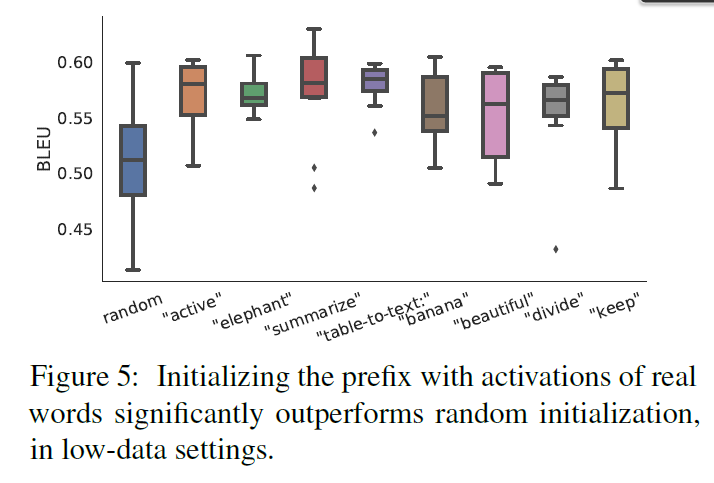 0.60
0.55
0.50
0.45
BLEU
random
"active"
"elephant"
"summarize"
"table-to-text:"
"banana"
"beautiful"
"divide"
"keep"
Figure 5: Initializing the prefix with activations of real
words significantly outperforms random initialization,
in low-data settings.